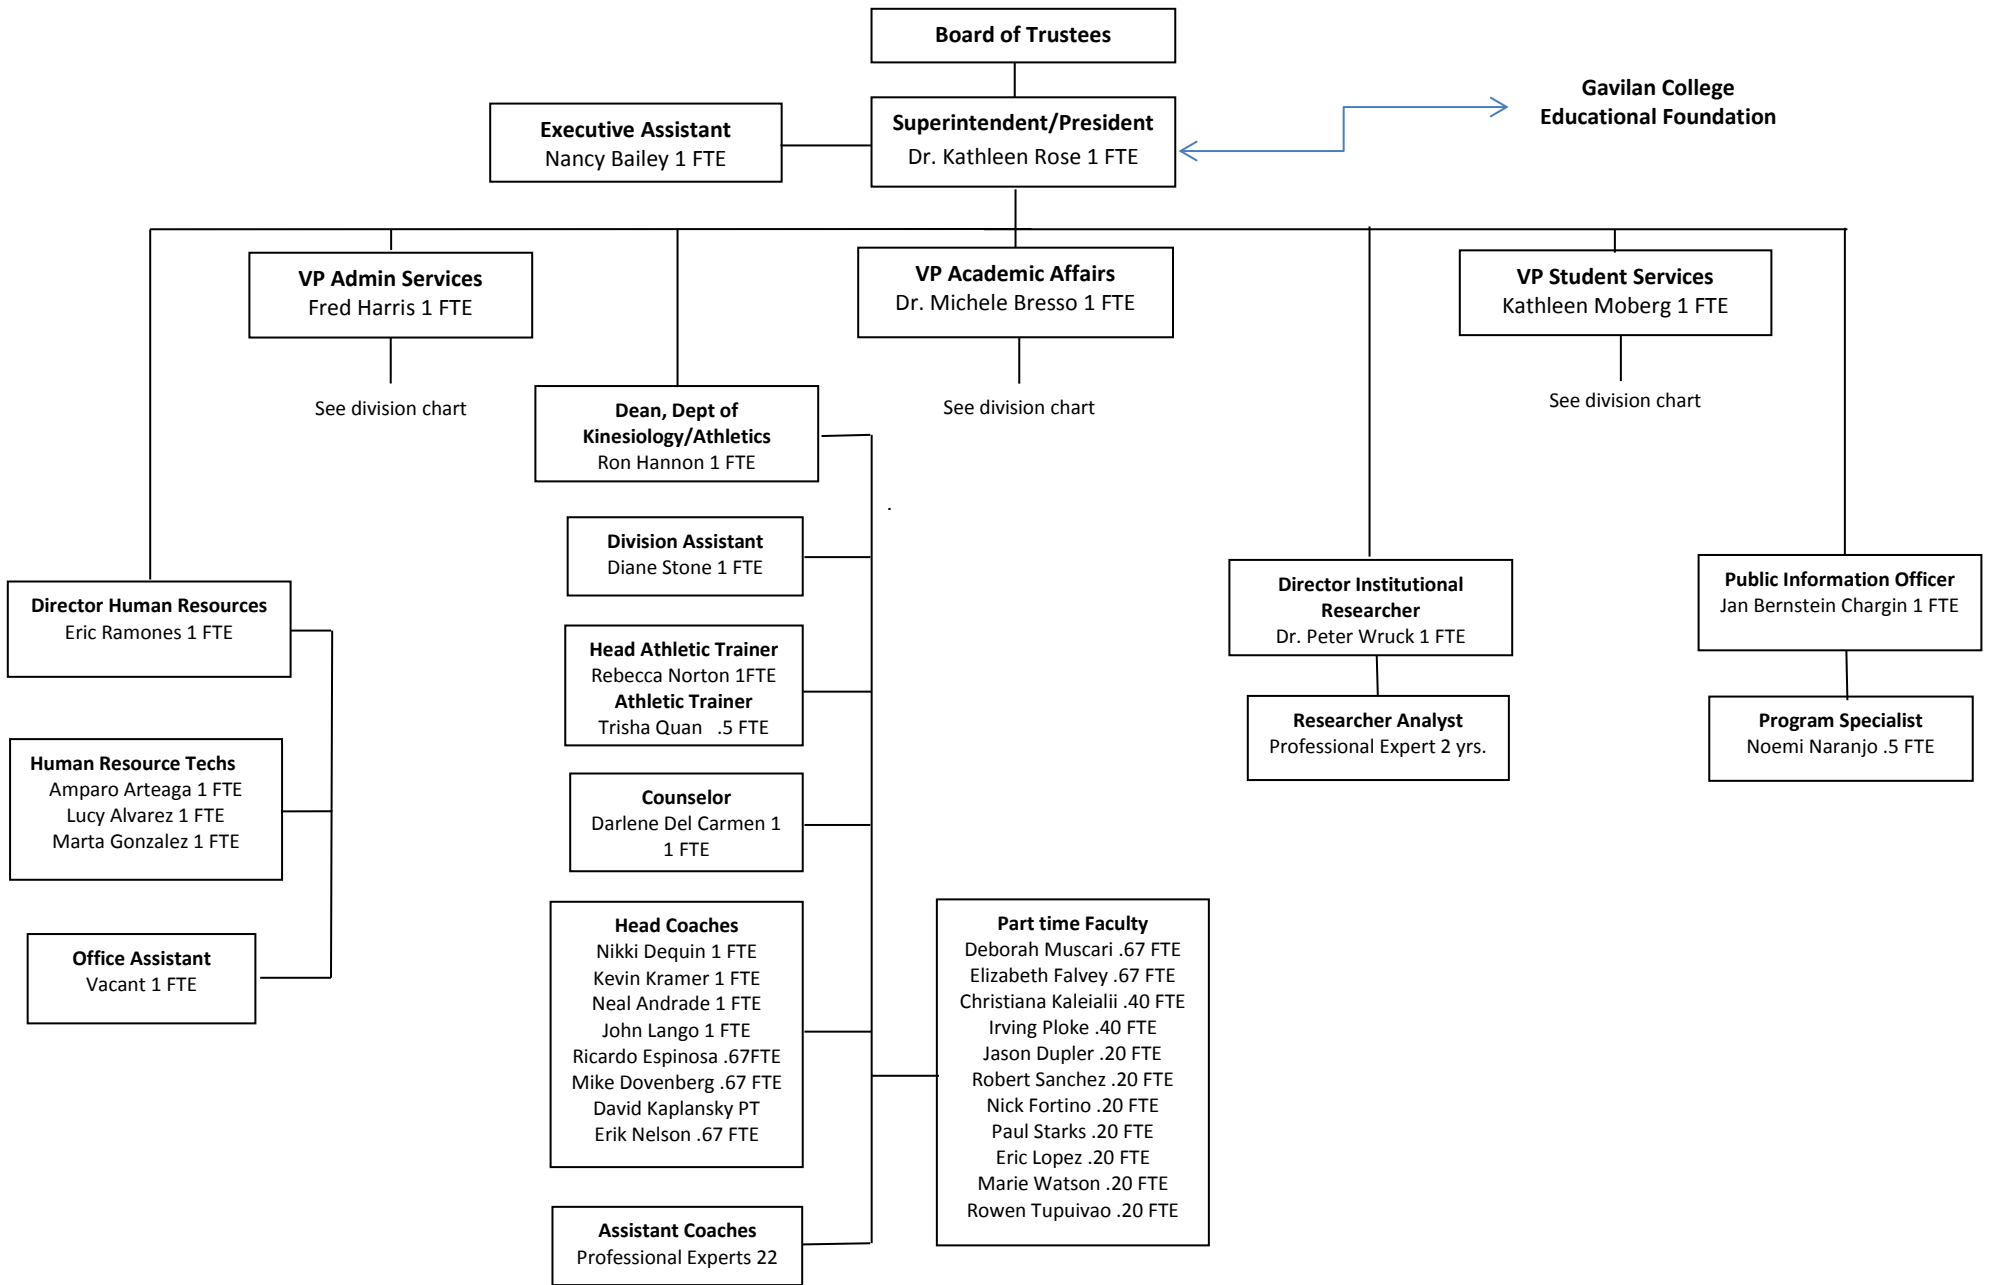 Board of Trustees
Gavilan College
Educational Foundation
Executive Assistant
Nancy Bailey 1 FTE
Superintendent/President
Dr. Kathleen Rose 1 FTE
VP Admin Services
Fred Harris 1 FTE
See division chart
VP Academic Affairs
Dr. Michele Bresso 1 FTE
See division chart
VP Student Services
Kathleen Moberg 1 FTE
See division chart
Dean, Dept of
Kinesiology/Athletics
Ron Hannon 1 FTE
.
Division Assistant
Diane Stone 1 FTE
Head Athletic Trainer
Rebecca Norton 1FTE
Athletic Trainer
Trisha Quan .5 FTE
Counselor
Darlene Del Carmen 1
1 FTE
Head Coaches
Nikki Dequin 1 FTE
Kevin Kramer 1 FTE
Neal Andrade 1 FTE
John Lango 1 FTE
Ricardo Espinosa .67FTE
Mike Dovenberg .67 FTE
David Kaplansky PT
Erik Nelson .67 FTE
Assistant Coaches
Professional Experts 22
Part time Faculty
Deborah Muscari .67 FTE
Elizabeth Falvey .67 FTE
Christiana Kaleialii .40 FTE
Irving Ploke .40 FTE
Jason Dupler .20 FTE
Robert Sanchez .20 FTE
Nick Fortino .20 FTE
Paul Starks .20 FTE
Eric Lopez .20 FTE
Marie Watson .20 FTE
Rowen Tupuivao .20 FTE
Director Human Resources
Eric Ramones 1 FTE
Human Resource Techs
Amparo Arteaga 1 FTE
Lucy Alvarez 1 FTE
Marta Gonzalez 1 FTE
Office Assistant
Vacant 1 FTE
Director Institutional
Researcher
Dr. Peter Wruck 1 FTE
Researcher Analyst
Professional Expert 2 yrs.
Public Information Officer
Jan Bernstein Chargin 1 FTE
Program Specialist
Noemi Naranjo .5 FTE